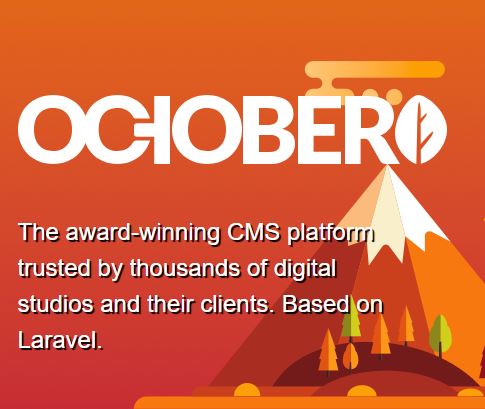 OCTOBER
The award-winning CMS platform
trusted by thousands of digital
studios and their clients. Based on
Laravel.